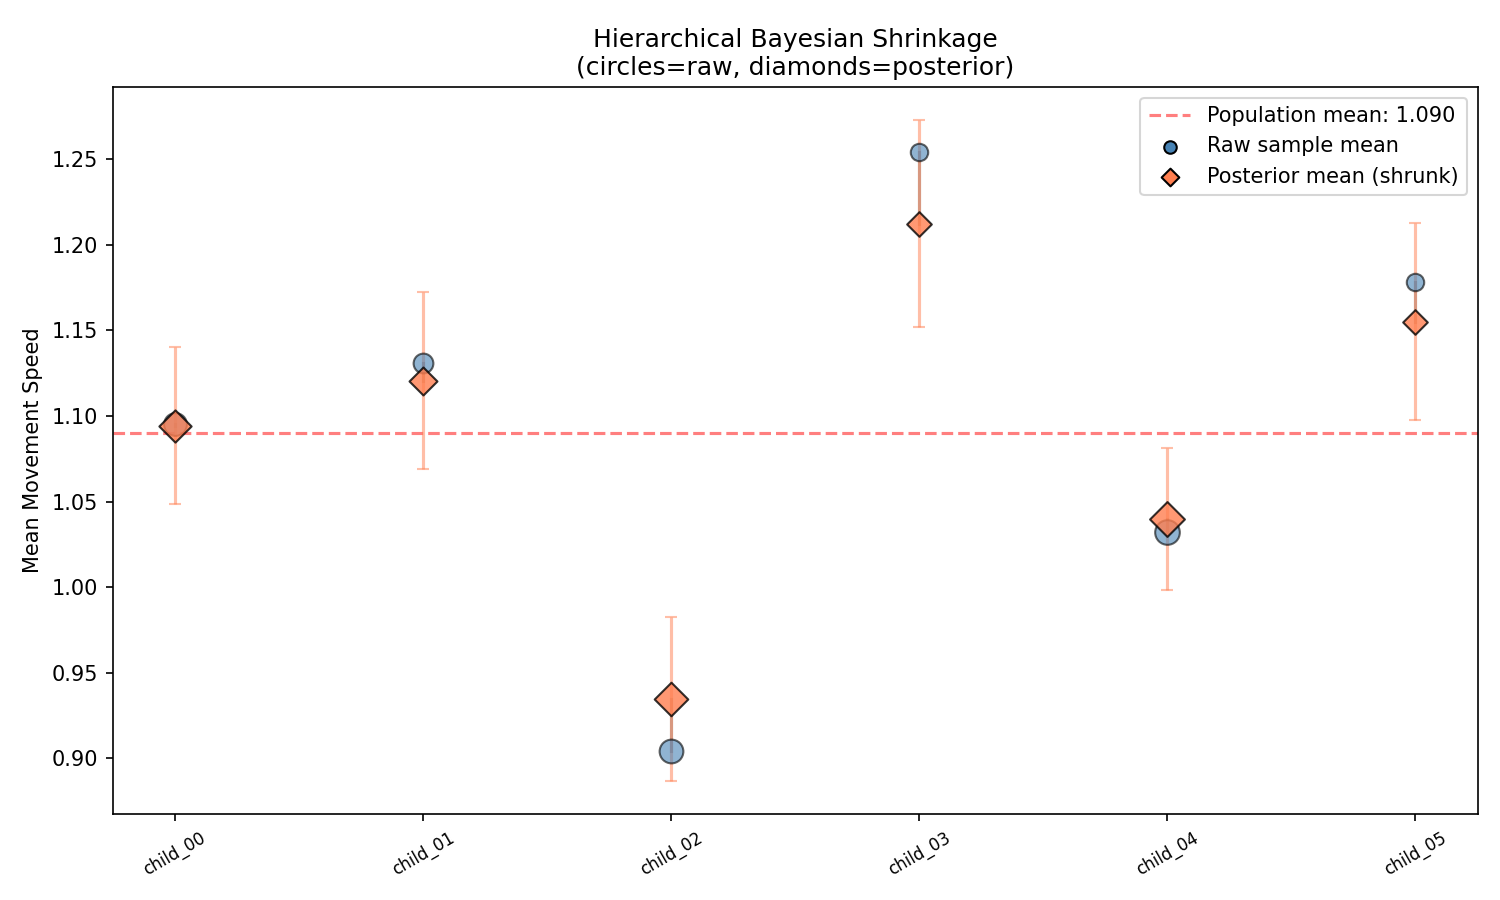 Hierarchical Bayesian Shrinkage
(circles=raw, diamonds=posterior)
Population mean: 1.090
Raw sample mean
Posterior mean (shrunk)
Mean Movement Speed
1.25
1.20
1.15
1.10
1.05
1.00
0.95
0.90
child_00
child_01
child_02
child_03
child_04
child_05